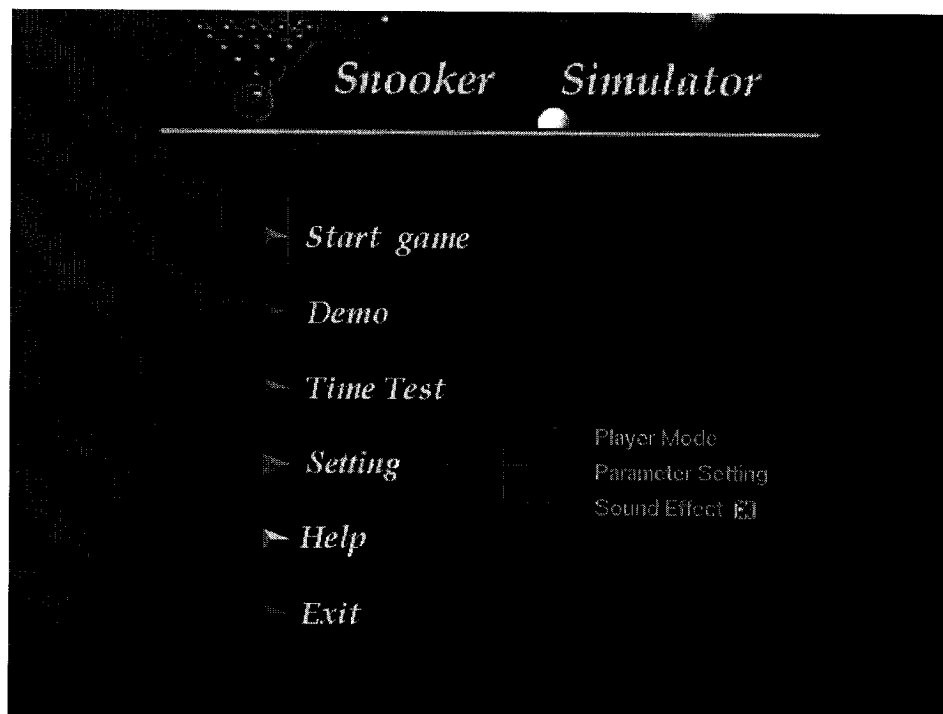 Snooker Simulator
Start game
Demo
Time Test
Setting
Player Mode
Parameter Setting
Sound Effect
Help
Exit